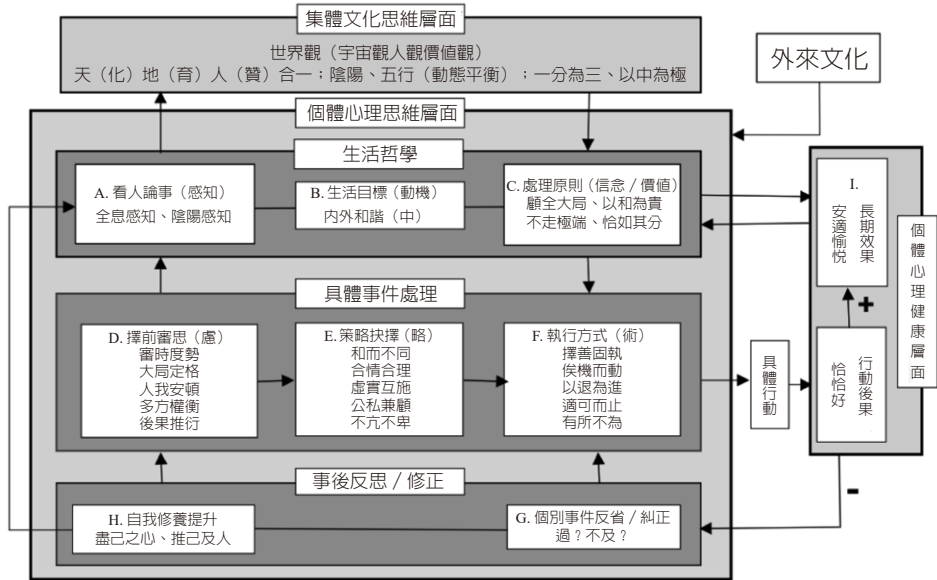 集體文化思維層面
世界觀（宇宙觀人觀價值觀）
天（化）地（育）人（贊）合一；陰陽、五行（動態平衡）；一分為三、以中為極
外來文化
個體心理思維層面
生活哲學
A. 看人論事（感知）
全息感知、陰陽感知
B. 生活目標（動機）
內外和諧（中）
C. 處理原則（信念 / 價值）
顧全大局、以和為貴
不走極端、恰如其分
具體事件處理
D. 擇前審思（慮）
審時度勢
大局定格
人我安頓
多方權衡
後果推衍
E. 策略抉擇（略）
和而不同
合情合理
虛實互施
公私兼顧
不亢不卑
F. 執行方式（術）
擇善固執
俟機而動
以退為進
適可而止
有所不為
事後反思 / 修正
H. 自我修養提升
盡己之心、推己及人
G. 個別事件反省 / 糾正
過？不及？
具體行動
I.
長期效果
安適愉悦
+
行動後果
恰恰好
-
個體心理健康層面